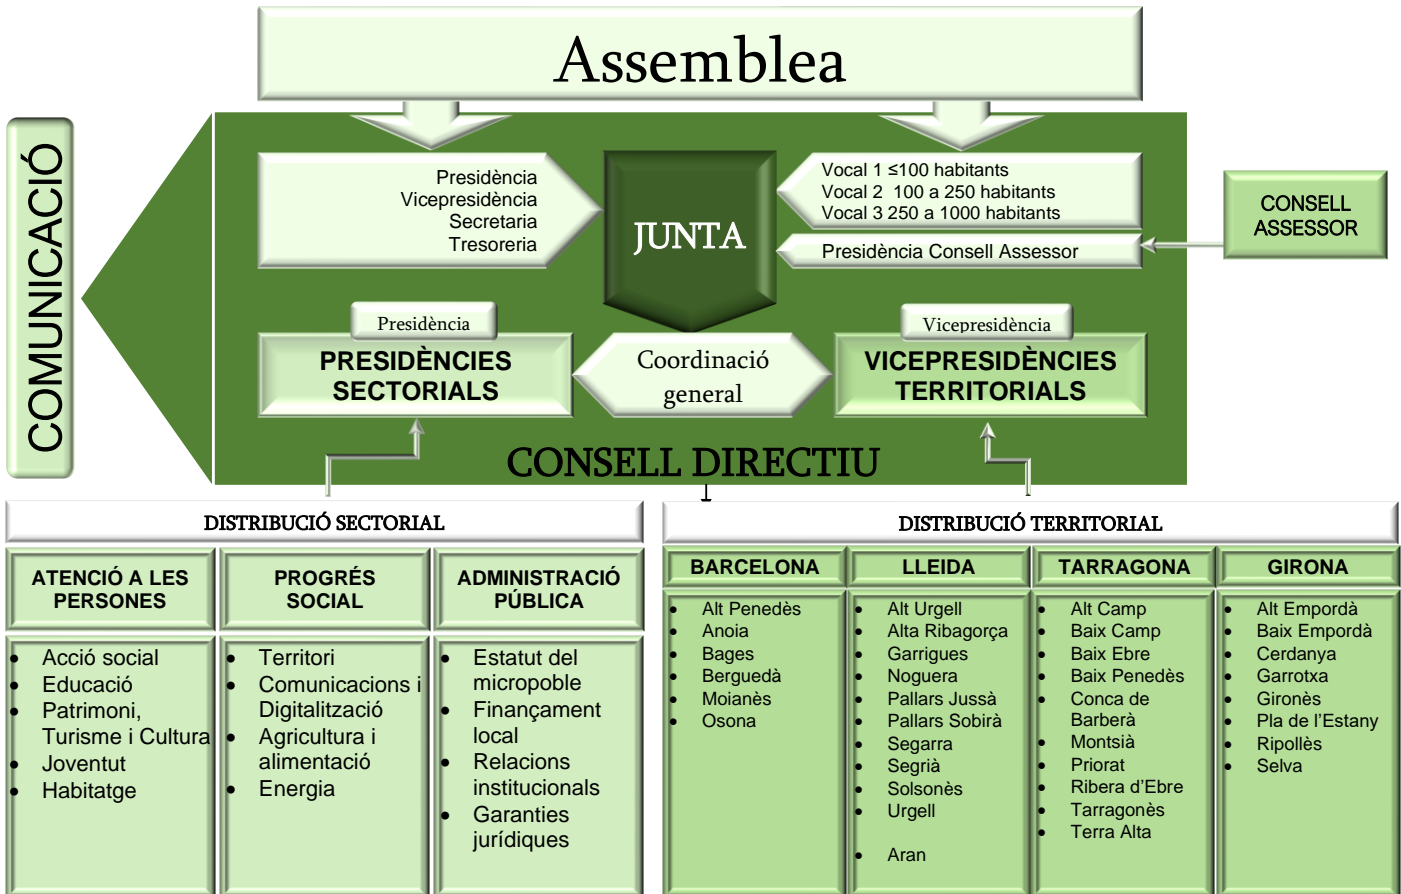 Assemblea
COMUNICACIÓ
Presidència
Vicepresidència
Secretaria
Tresoreria
JUNTA
Vocal 1 ≤100 habitants
Vocal 2  100 a 250 habitants
Vocal 3 250 a 1000 habitants
Presidència Consell Assessor
CONSELL
ASSESSOR
Presidència
PRESIDÈNCIES
SECTORIALS
Coordinació
general
Vicepresidència
VICEPRESIDÈNCIES
TERRITORIALS
CONSELL DIRECTIU
DISTRIBUCIÓ SECTORIAL
ATENCIÓ A LES
PERSONES
• Acció social
• Educació
• Patrimoni,
Turisme i Cultura
• Joventut
• Habitatge
PROGRÉS
SOCIAL
• Territori
• Comunicacions i
Digitalització
• Agricultura i
alimentació
• Energia
ADMINISTRACIÓ
PÚBLICA
• Estatut del
micropoble
• Finançament
local
• Relacions
institucionals
• Garanties
jurídiques
DISTRIBUCIÓ TERRITORIAL
BARCELONA
• Alt Penedès
• Anoia
• Bages
• Berguedà
• Moianès
• Osona
LLEIDA
• Alt Urgell
• Alta Ribagorça
• Garrigues
• Noguera
• Pallars Jussà
• Pallars Sobirà
• Segarra
• Segrià
• Solsonès
• Urgell
• Aran
TARRAGONA
• Alt Camp
• Baix Camp
• Baix Ebre
• Baix Penedès
• Conca de
Barberà
• Montsià
• Priorat
• Ribera d’Ebre
• Tarragonès
• Terra Alta
GIRONA
• Alt Empordà
• Baix Empordà
• Cerdanya
• Garrotxa
• Gironès
• Pla de l’Estany
• Ripollès
• Selva